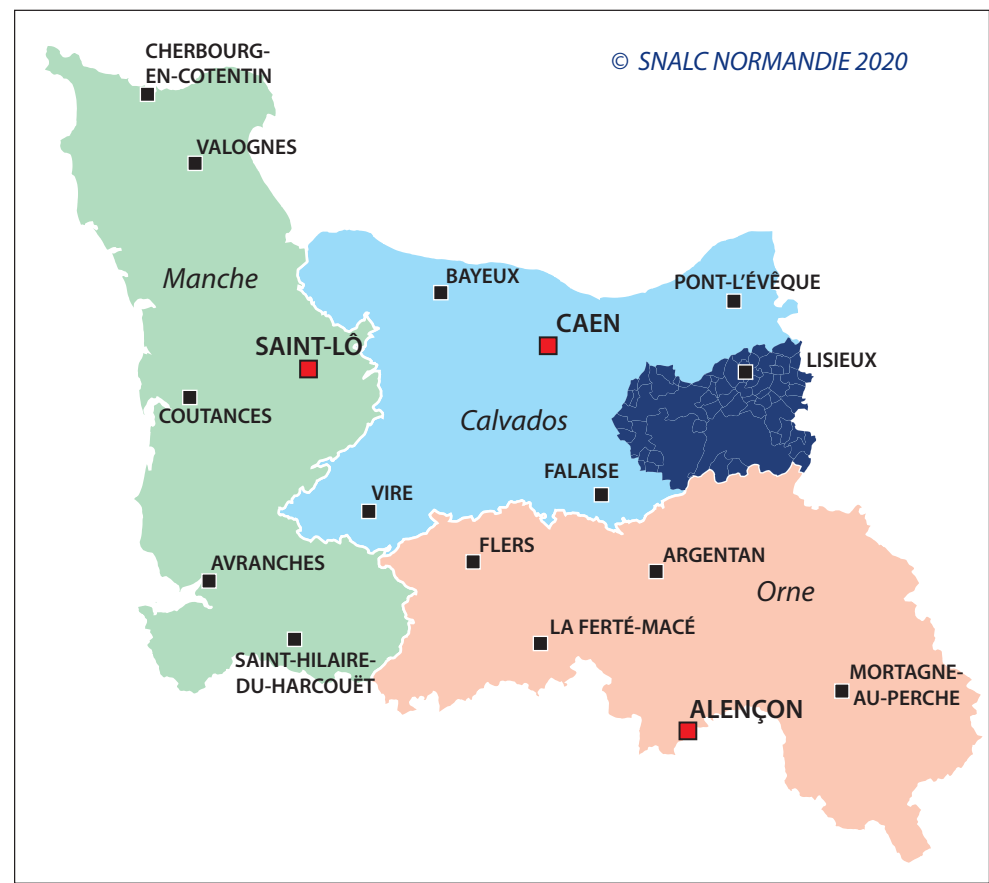 CHERBOURG-
EN-COTENTIN
© SNALC NORMANDIE 2020
VALOGNES
Manche
BAYEUX
PONT-L’ÉVÊQUE
CAEN
SAINT-LÔ
LISIEUX
COUTANCES
Calvados
FALAISE
VIRE
FLERS
ARGENTAN
AVRANCHES
Orne
LA FERTÉ-MACÉ
SAINT-HILAIRE-
DU-HARCOUËT
MORTAGNE-
AU-PERCHE
ALENÇON